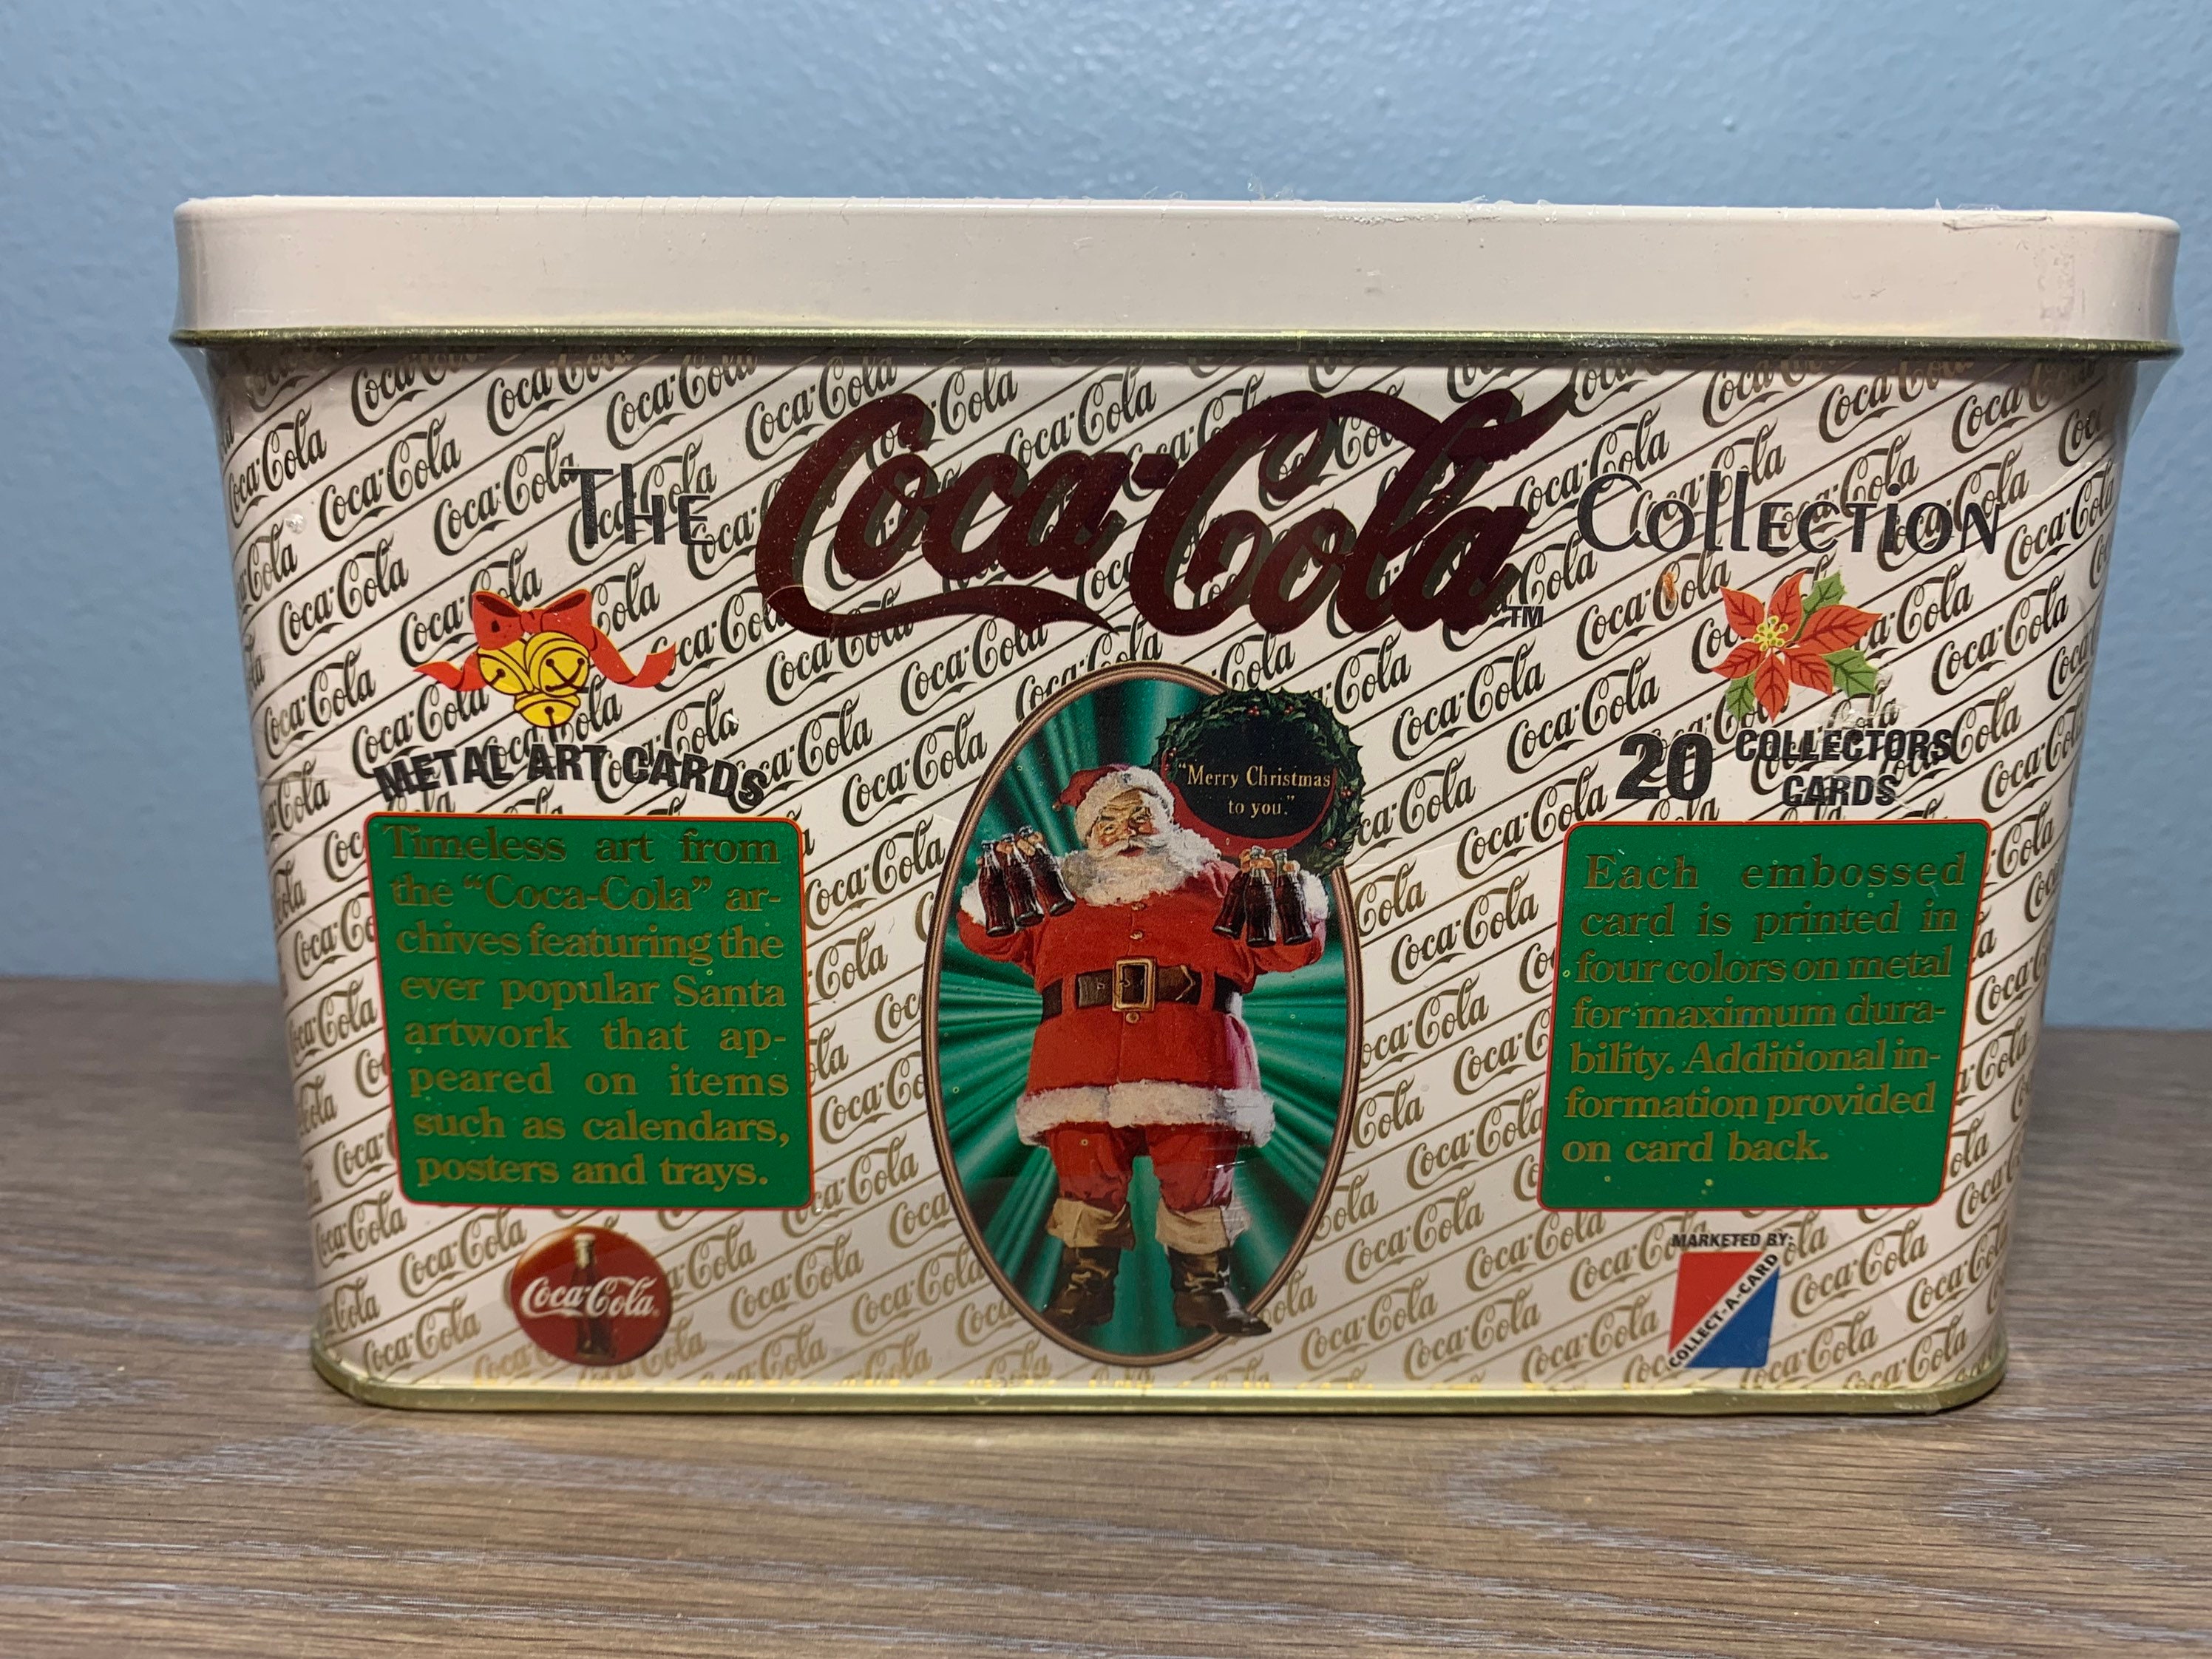 The Coca-Cola™ Collection
METAL ART CARDS
Timeless art from
the “Coca-Cola” ar-
chives featuring the
ever popular Santa
artwork that ap-
peared on items
such as calendars,
posters and trays.
Coca-Cola®
“Merry Christmas
to you.”
20 COLLECTORS
CARDS
Each embossed
card is printed in
four colors on metal
for maximum dura-
bility. Additional in-
formation provided
on card back.
MARKETED BY:
COLLECT-A-CARD